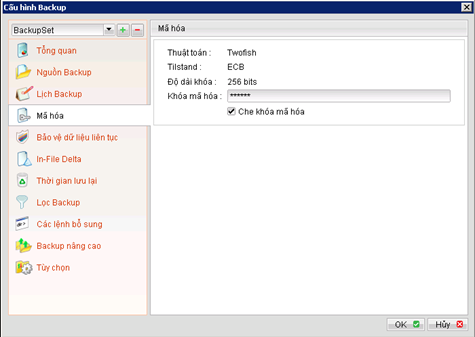 Cấu hình Backup
BackupSet
Tổng quan
Nguồn Backup
Lịch Backup
Mã hóa
Bảo vệ dữ liệu liên tục
In-File Delta
Thời gian lưu lại
Lọc Backup
Các lệnh bổ sung
Backup nâng cao
Tùy chọn
Mã hóa
Thuật toán : Twofish
Tilstand : ECB
Độ dài khóa : 256 bits
Khóa mã hóa : ******
Che khóa mã hóa
OK
Hủy